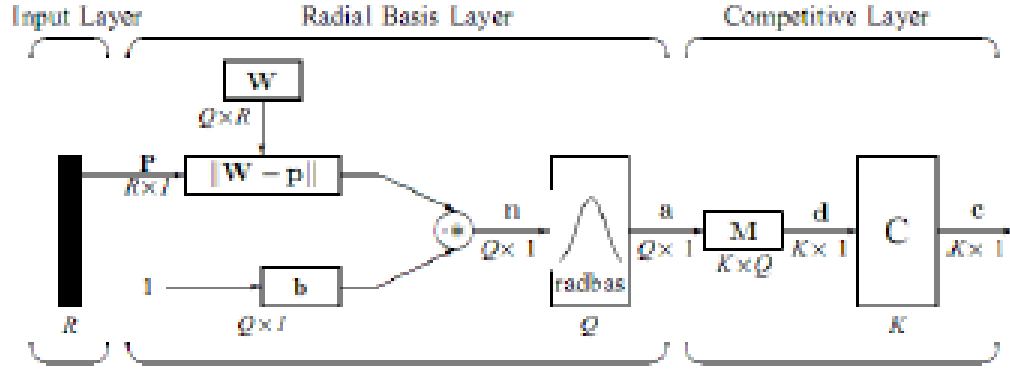 Input Layer Radial Basis Layer Competitive Layer
W
Q×R
P
R×1
‖W − p‖
n
Q× 1
a
Q× 1
M
K×Q
d
K× 1
C
c
K× 1
1
b
Q×1
radbas
R
Q
K